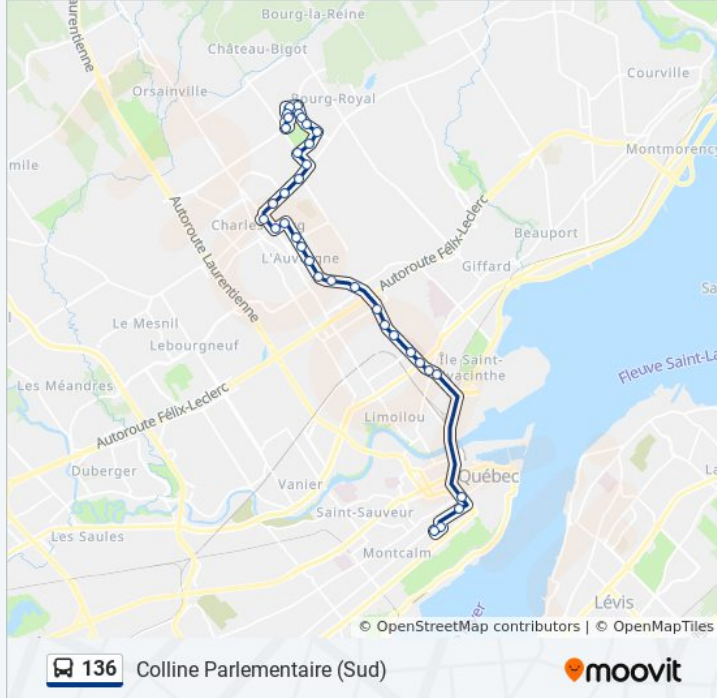 Bourg-la-Reine
Laurentienne
Château-Bigot
Courville
Orsainville
Bourg-Royal
Montmorency
mile
Autoroute Laurentienne
Autoroute Félix-Leclerc
Beauport
L'Auvergne
Giffard
Le Mesnil
Lebourgneuf
Île Saint-
Fleuve Saint-La
Les Méandres
Autoroute Félix-Leclerc
Limoilou
Duberger
Québec
Vanier
Saint-Sauveur
Les Saules
Montcalm
Lévis
© OpenStreetMap contributors | © OpenMapTiles
136 Colline Parlementaire (Sud)
moovit